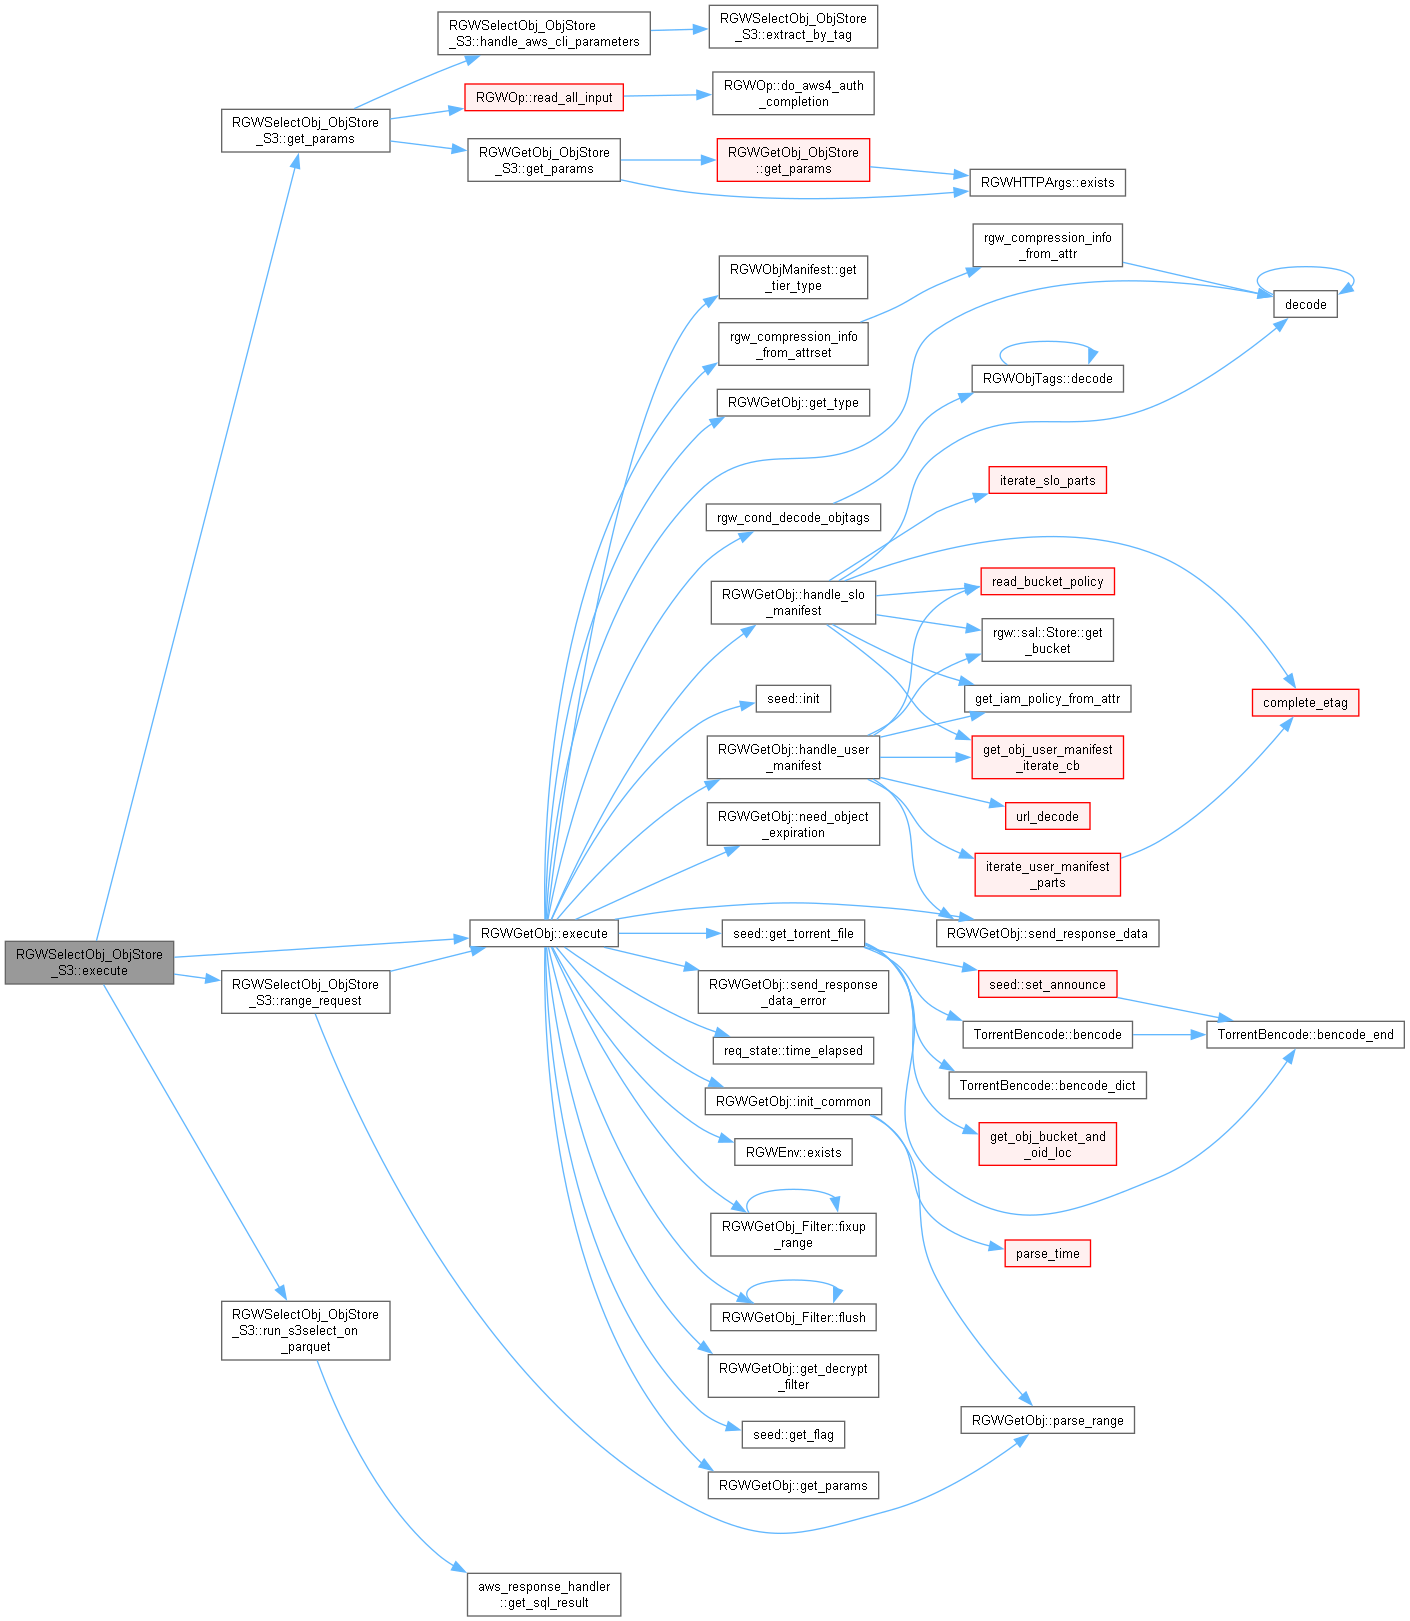 RGWSelectObj_ObjStore
_S3::execute
RGWSelectObj_ObjStore
_S3::get_params
RGWSelectObj_ObjStore
_S3::handle_aws_cli_parameters
RGWSelectObj_ObjStore
_S3::extract_by_tag
RGWOp::read_all_input
RGWOp::do_aws4_auth
_completion
RGWGetObj_ObjStore
_S3::get_params
RGWGetObj_ObjStore
::get_params
RGWHTTPArgs::exists
RGWObjManifest::get
_tier_type
rgw_compression_info
_from_attrset
rgw_compression_info
_from_attr
decode
RGWGetObj::get_type
RGWObjTags::decode
rgw_cond_decode_objtags
iterate_slo_parts
RGWGetObj::handle_slo
_manifest
read_bucket_policy
rgw::sal::Store::get
_bucket
get_iam_policy_from_attr
complete_etag
seed::init
RGWGetObj::handle_user
_manifest
get_obj_user_manifest
_iterate_cb
url_decode
RGWGetObj::need_object
_expiration
iterate_user_manifest
_parts
RGWGetObj::execute
seed::get_torrent_file
RGWGetObj::send_response_data
RGWSelectObj_ObjStore
_S3::range_request
RGWGetObj::send_response
_data_error
seed::set_announce
req_state::time_elapsed
TorrentBencode::bencode
TorrentBencode::bencode_end
RGWGetObj::init_common
TorrentBencode::bencode_dict
RGWEnv::exists
get_obj_bucket_and
_oid_loc
RGWGetObj_Filter::fixup
_range
parse_time
RGWGetObj_Filter::flush
RGWSelectObj_ObjStore
_S3::run_s3select_on
_parquet
RGWGetObj::get_decrypt
_filter
RGWGetObj::parse_range
seed::get_flag
RGWGetObj::get_params
aws_response_handler
::get_sql_result